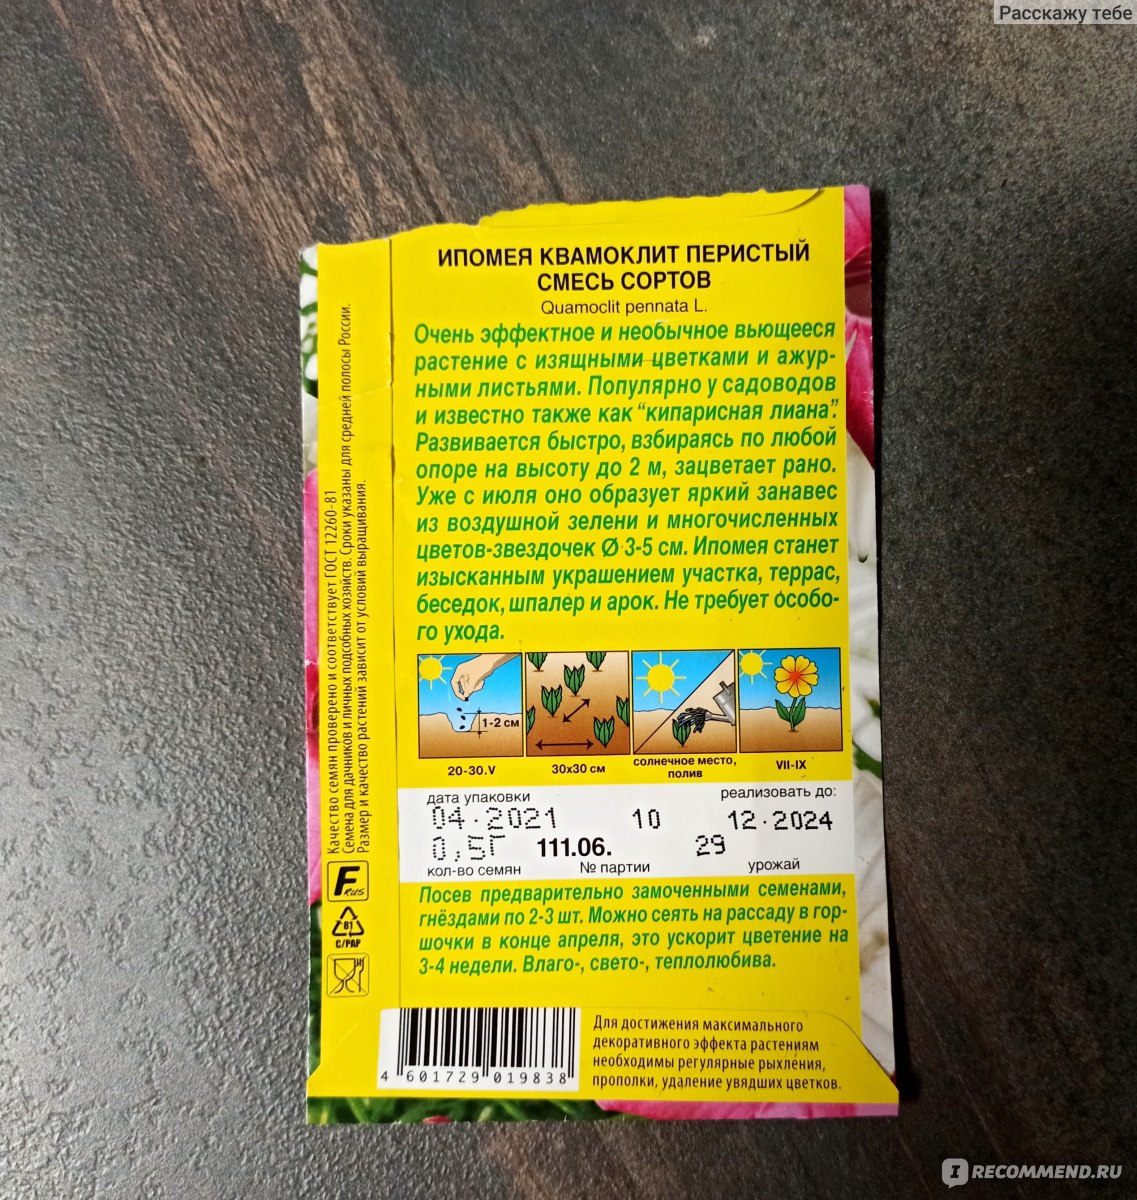 Расскажу тебе
ИПОМЕЯ КВАМОКЛИТ ПЕРИСТЫЙ
СМЕСЬ СОРТОВ
Quamoclit pennata L.
Очень эффектное и необычное вьющееся
растение с изящными цветками и ажур-
ными листьями. Популярно у садоводов
и известно также как “кипарисная лиана”.
Развивается быстро, взбираясь по любой
опоре на высоту до 2 м, зацветает рано.
Уже с июля оно образует яркий занавес
из воздушной зелени и многочисленных
цветов-звездочек Ø 3-5 см. Ипомея станет
изысканным украшением участка, террас,
беседок, шпалер и арок. Не требует особо-
го ухода.
1-2 см
20-30.V
30х30 см
солнечное место,
полив
VII-IX
дата упаковки
реализовать до:
04.2021 10 12.2024
0,5Г 111.06. 29
кол-во семян № партии урожай
Посев предварительно замоченными семенами,
гнёздами по 2-3 шт. Можно сеять на рассаду в гор-
шочки в конце апреля, это ускорит цветение на
3-4 недели. Влаго-, свето-, теплолюбива.
4 601729 019838
Для достижения максимального
декоративного эффекта растениям
необходимы регулярные рыхления,
прополки, удаление увядших цветков.
Качество семян проверено и соответствует ГОСТ 12260-81
Семена для дачников и личных подсобных хозяйств. Сроки указаны для средней полосы России.
Размер и качество растений зависит от условий выращивания.
F RUS
81
C/PAP
IRECOMMEND.RU